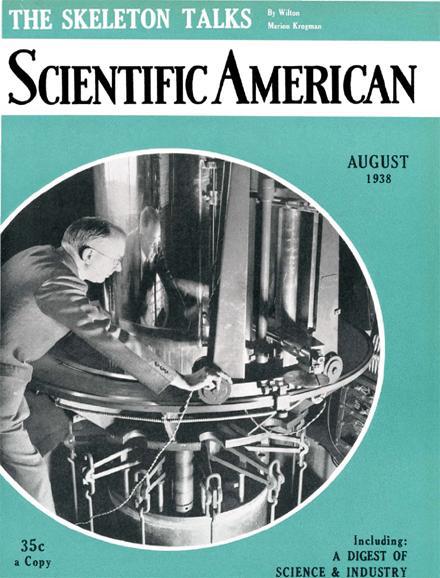 THE SKELETON TALKS
By Wilton
Marion Krogman
SCIENTIFIC AMERICAN
AUGUST
1938
35c
a Copy
Including:
A DIGEST OF
SCIENCE & INDUSTRY